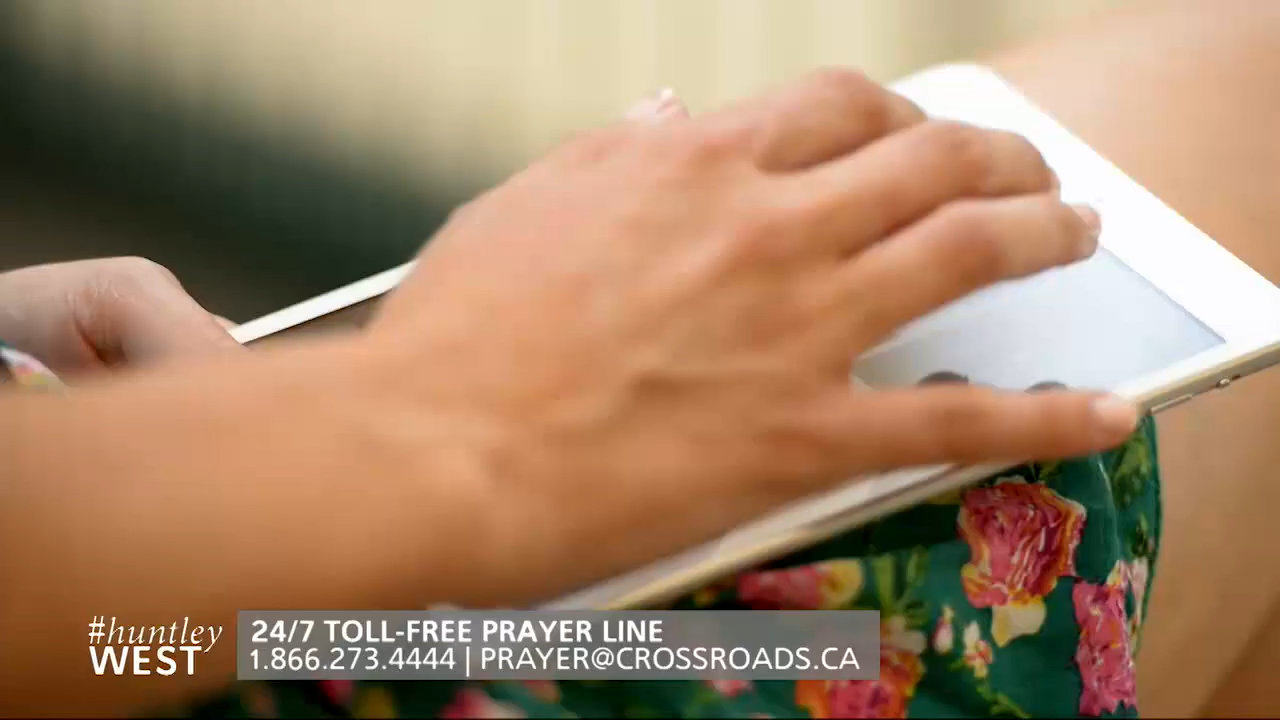 #huntley
WEST
24/7 TOLL-FREE PRAYER LINE
1.866.273.4444 | PRAYER@CROSSROADS.CA